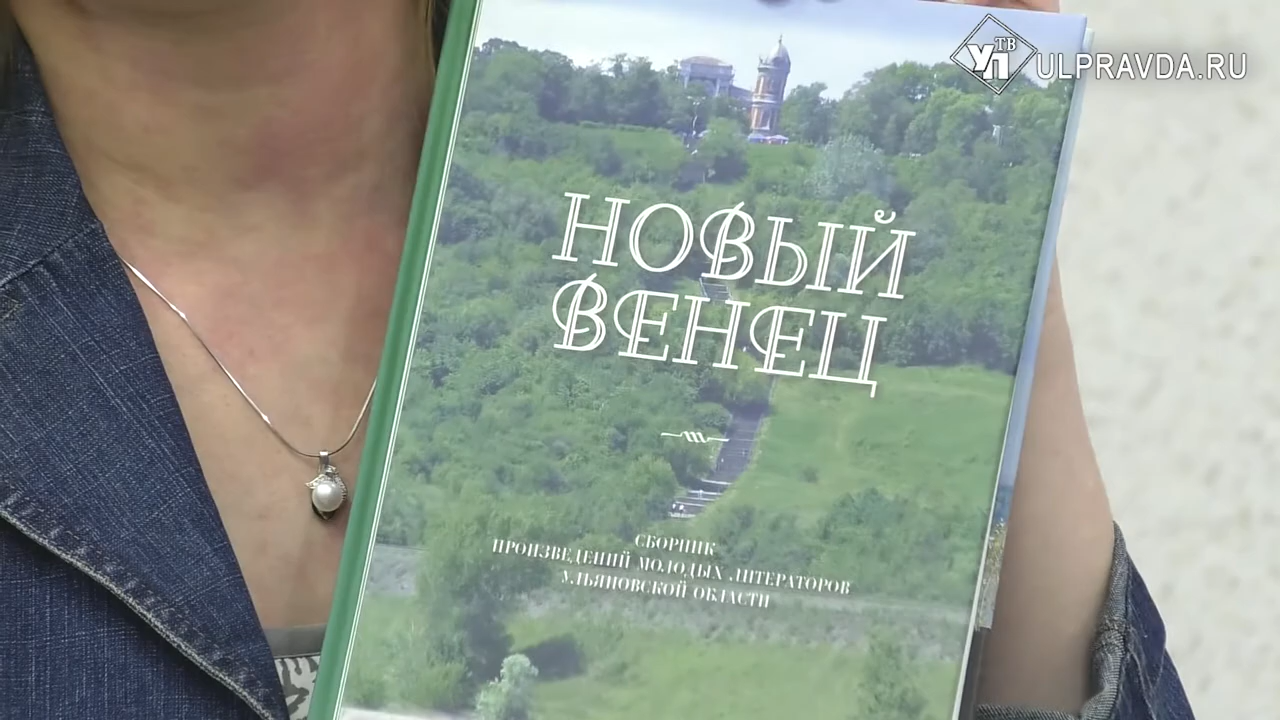 УП ТВ ULPRAVDA.RU
НОВЫЙ
ВЕНЕЦ
СБОРНИК
ПРОИЗВЕДЕНИЙ МОЛОДЫХ ЛИТЕРАТОРОВ
УЛЬЯНОВСКОЙ ОБЛАСТИ